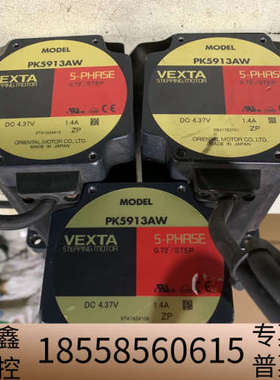 MODEL
PK5913AW
VEXTA
STEPPING MOTOR
5-PHASE
0.72°/STEP
DC 4.37V
1.4A
ZP
ORIENTAL MOTOR CO., LTD.
MADE IN JAPAN
MODEL
PK5913AW
VEXTA
STEPPING MOTOR
5-PHASE
0.72°/STEP
DC 4.37V
1.4A
ZP
ORIENTAL MOTOR CO., LTD.
MADE IN JAPAN
MODEL
PK5913AW
VEXTA
STEPPING MOTOR
5-PHASE
0.72°/STEP
DC 4.37V
1.4A
ZP
鑫
控
18558560615
专
普